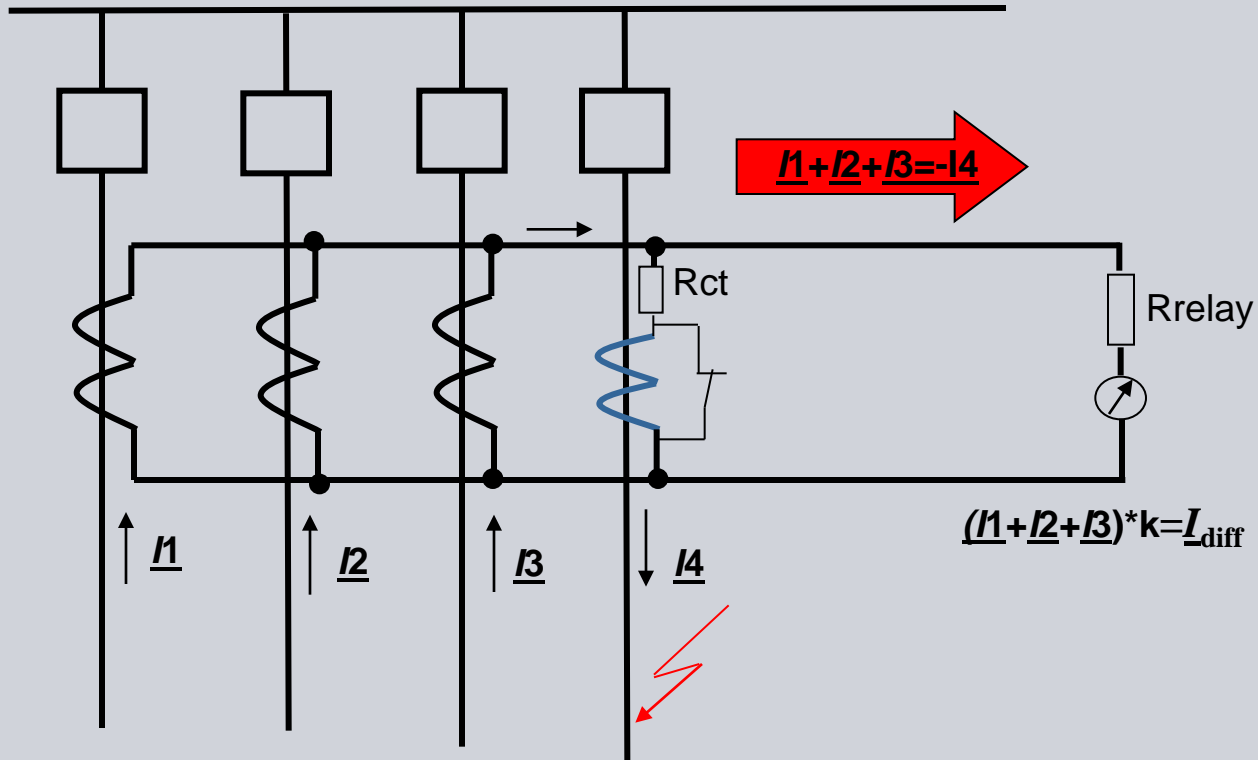 I1+I2+I3=-I4
Rct
Rrelay
(I1+I2+I3)*k=Idiff
I1
I2
I3
I4